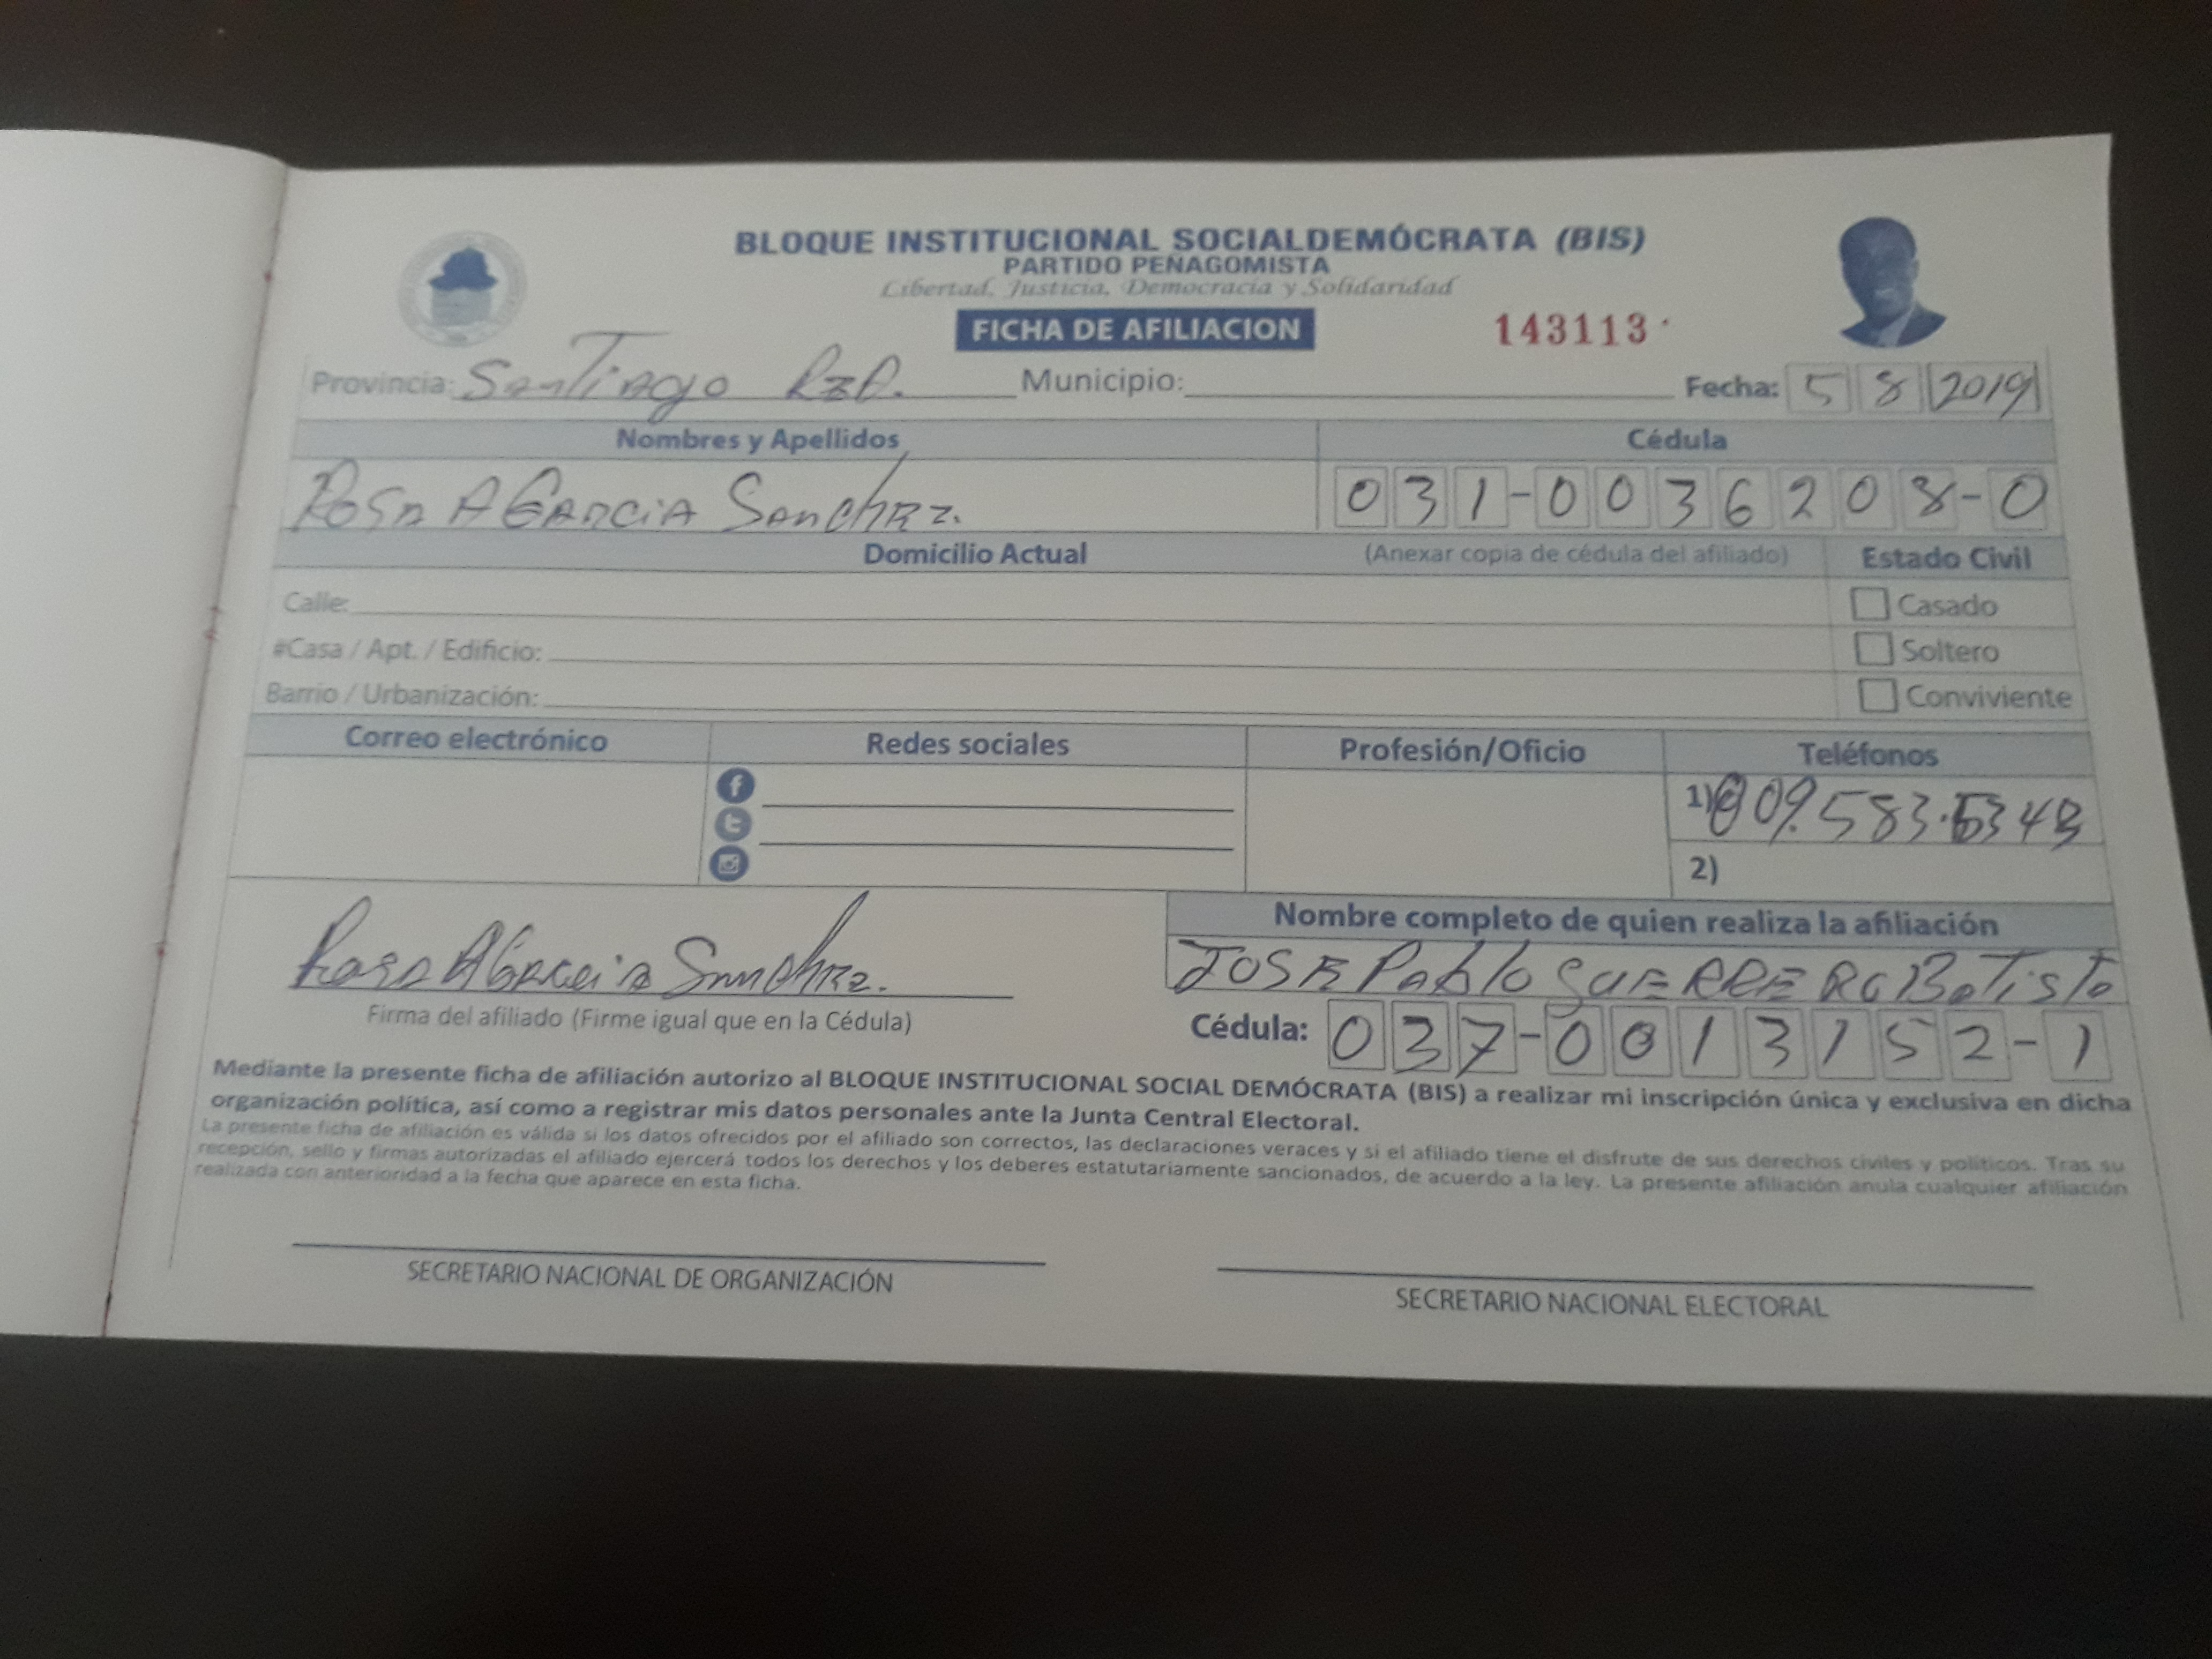 BLOQUE INSTITUCIONAL SOCIALDEMÓCRATA (BIS)
PARTIDO PEÑAGOMISTA
Libertad, Justicia, Democracia y Solidaridad
FICHA DE AFILIACION 143113
Provincia: Santiago Municipio: Fecha: 5 8 2019
Nombres y Apellidos Cédula
Rosa A Garcia Sanchez. 031-0036208-0
Domicilio Actual (Anexar copia de cédula del afiliado) Estado Civil
Calle: Casado
#Casa / Apt. / Edificio: Soltero
Barrio / Urbanización: Conviviente
Correo electrónico Redes sociales Profesión/Oficio Teléfonos
1) 809.583.
2)
Nombre completo de quien realiza la afiliación
Rosa A Garcia Sanchez. JOSE Pablo GUERRERO Batista
Firma del afiliado (Firme igual que en la Cédula) Cédula: 037-0013152-1
Mediante la presente ficha de afiliación autorizo al BLOQUE INSTITUCIONAL SOCIAL DEMÓCRATA (BIS) a realizar mi inscripción única y exclusiva en dicha
organización política, así como a registrar mis datos personales ante la Junta Central Electoral.
La presente ficha de afiliación es válida si los datos ofrecidos por el afiliado son correctos, las declaraciones veraces y si el afiliado tiene el disfrute de sus derechos civiles y políticos. Tras su
recepción, sello y firmas autorizadas el afiliado ejercerá todos los derechos y los deberes estatutariamente sancionados, de acuerdo a la ley. La presente afiliación anula cualquier afiliación
realizada con anterioridad a la fecha que aparece en esta ficha.
SECRETARIO NACIONAL DE ORGANIZACIÓN SECRETARIO NACIONAL ELECTORAL